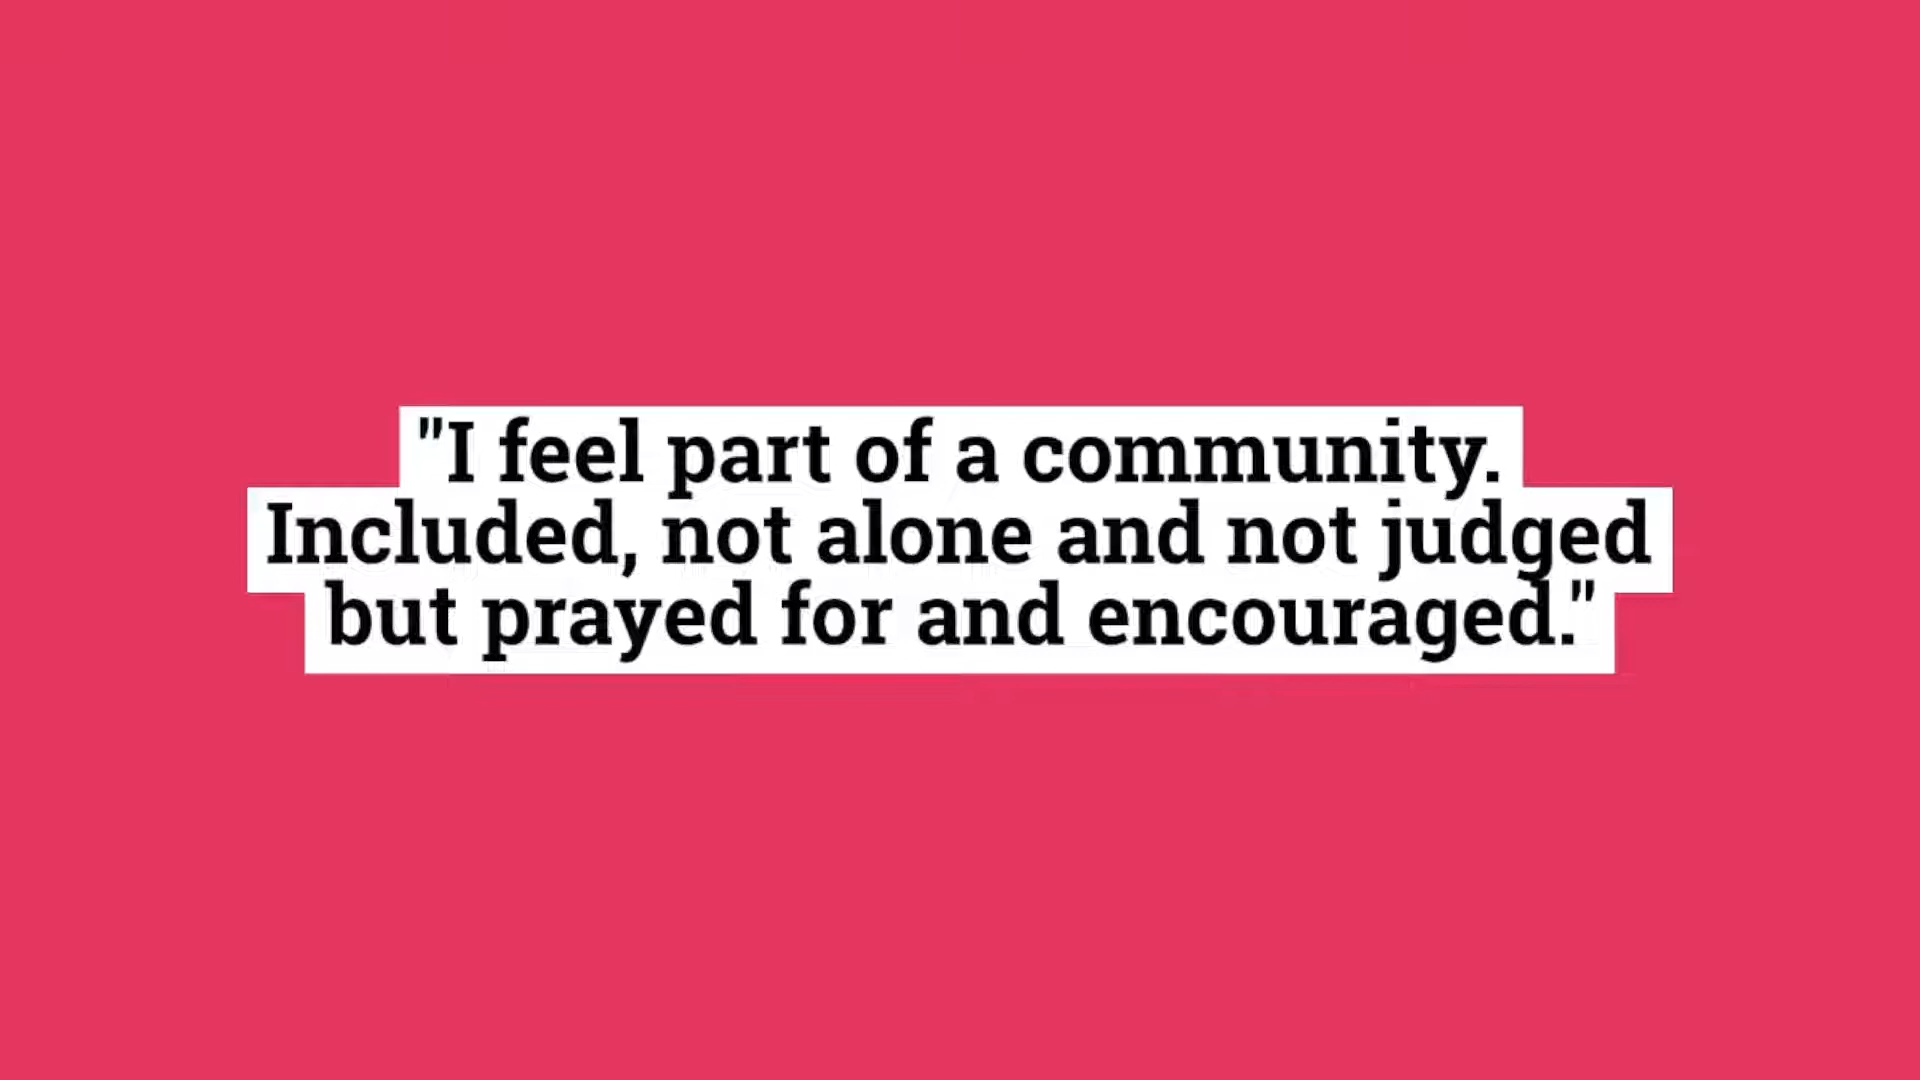 "I feel part of a community.
Included, not alone and not judged
but prayed for and encouraged."